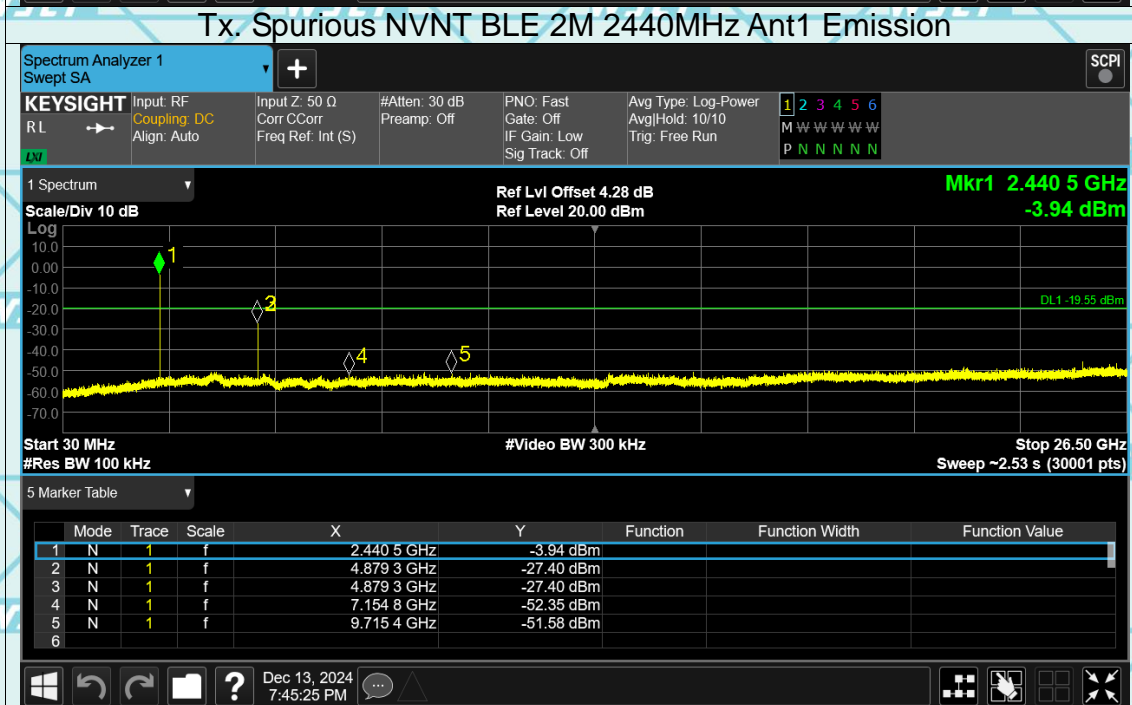 Tx. Spurious NVNT BLE 2M 2440MHz Ant1 Emission
Spectrum Analyzer 1
Swept SA
+
SCPI
KEYSIGHT Input: RF Input Z: 50 Ω #Atten: 30 dB PNO: Fast Avg Type: Log-Power 1 2 3 4 5 6
RL Coupling: DC Corr CCorr Preamp: Off Gate: Off Avg|Hold: 10/10 M W W W W W
Align: Auto Freq Ref: Int (S) IF Gain: Low Trig: Free Run P N N N N N
LXI Sig Track: Off
1 Spectrum Ref Lvl Offset 4.28 dB Mkr1 2.440 5 GHz
Scale/Div 10 dB Ref Level 20.00 dBm -3.94 dBm
Log
10.0
1
0.00
-10.0
DL1 -19.55 dBm
-20.0
-30.0
-40.0
4 5
-50.0
-60.0
-70.0
Start 30 MHz #Video BW 300 kHz Stop 26.50 GHz
#Res BW 100 kHz Sweep ~2.53 s (30001 pts)
5 Marker Table
Mode Trace Scale X Y Function Function Width Function Value
1 N 1 f 2.440 5 GHz -3.94 dBm
2 N 1 f 4.879 3 GHz -27.40 dBm
3 N 1 f 4.879 3 GHz -27.40 dBm
4 N 1 f 7.154 8 GHz -52.35 dBm
5 N 1 f 9.715 4 GHz -51.58 dBm
6
? Dec 13, 2024
7:45:25 PM